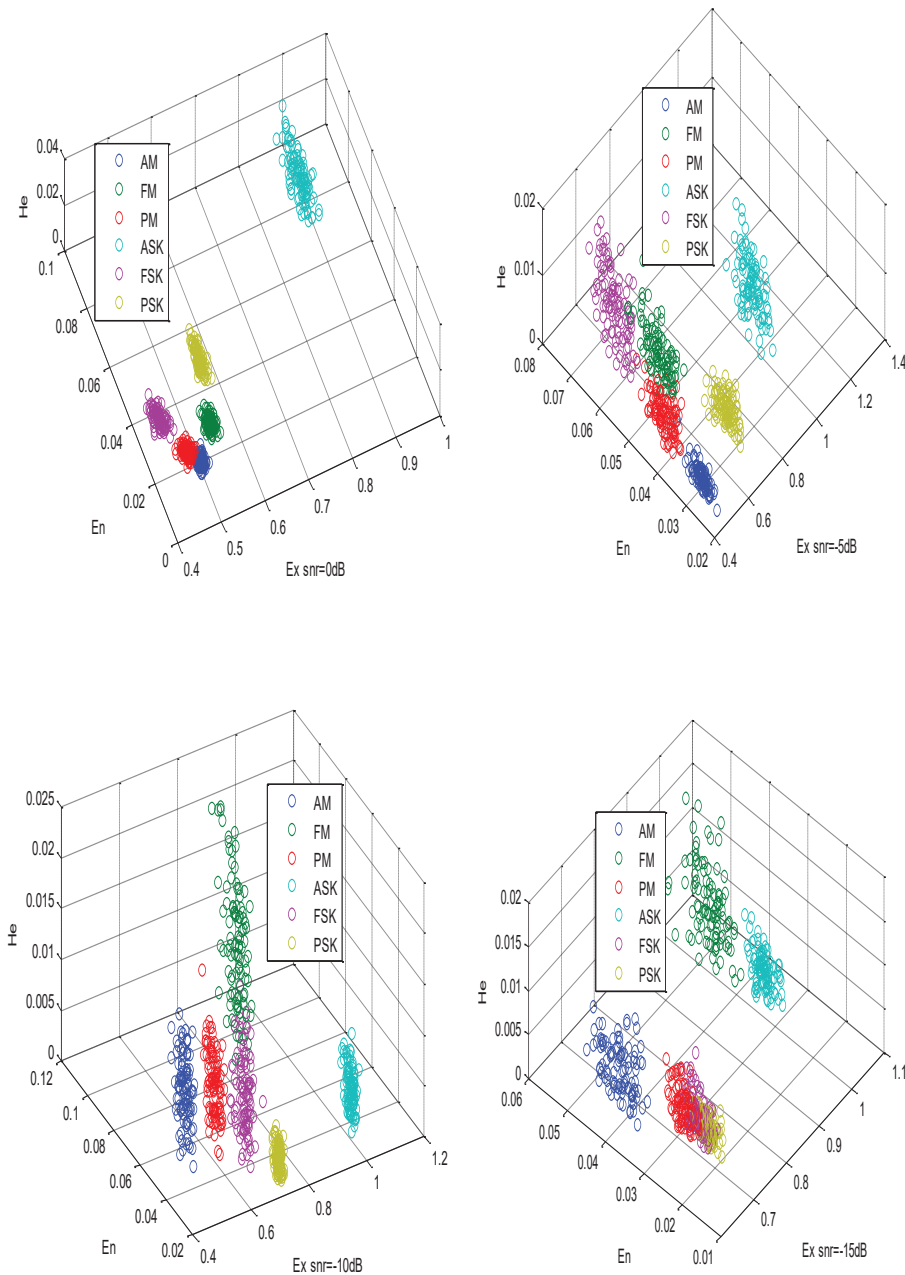 0.04
0.02
0
He
0.1
0.08
0.06
0.04
0.02
0
En
0.4
0.5
0.6
0.7
0.8
0.9
1
Ex snr=0dB
AM
FM
PM
ASK
FSK
PSK
0.02
0.01
0
He
0.08
0.07
0.06
0.05
0.04
0.03
0.02
En
0.4
0.6
0.8
1
1.2
1.4
Ex snr=-5dB
AM
FM
PM
ASK
FSK
PSK
0.025
0.02
0.015
0.01
0.005
0
He
0.12
0.1
0.08
0.06
0.04
0.02
En
0.4
0.6
0.8
1
1.2
Ex snr=-10dB
AM
FM
PM
ASK
FSK
PSK
0.02
0.015
0.01
0.005
0
He
0.06
0.05
0.04
0.03
0.02
0.01
En
0.7
0.8
0.9
1
1.1
Ex snr=-15dB
AM
FM
PM
ASK
FSK
PSK